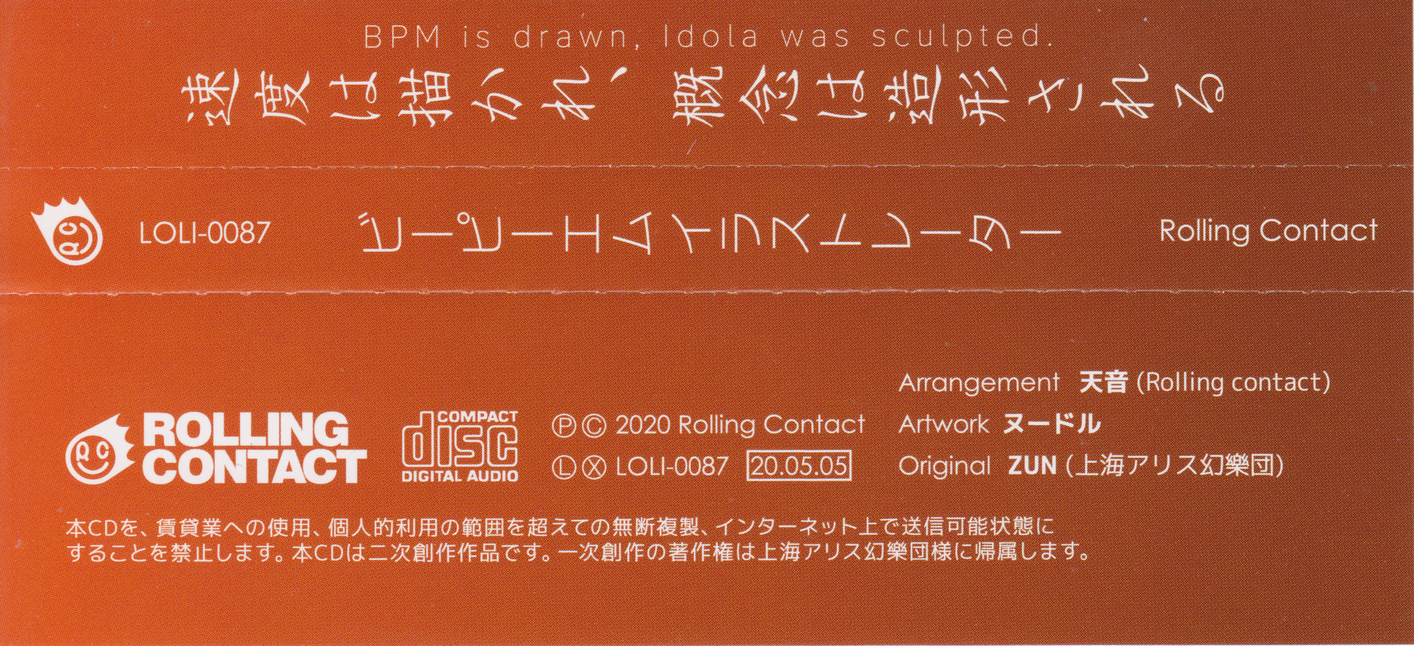 BPM is drawn, Idola was sculpted.
速度は描かれ、概念は造形される
LOLI-0087 ビーピーエムイラストレーター Rolling Contact
ROLLING
CONTACT
COMPACT
disc
DIGITAL AUDIO
Ⓟ Ⓒ 2020 Rolling Contact
Ⓛ Ⓧ LOLI-0087 20.05.05
Arrangement 天音 (Rolling contact)
Artwork ヌードル
Original ZUN (上海アリス幻樂団)
本CDを、賃貸業への使用、個人的利用の範囲を超えての無断複製、インターネット上で送信可能状態に
することを禁止します。本CDは二次創作作品です。一次創作の著作権は上海アリス幻樂団様に帰属します。